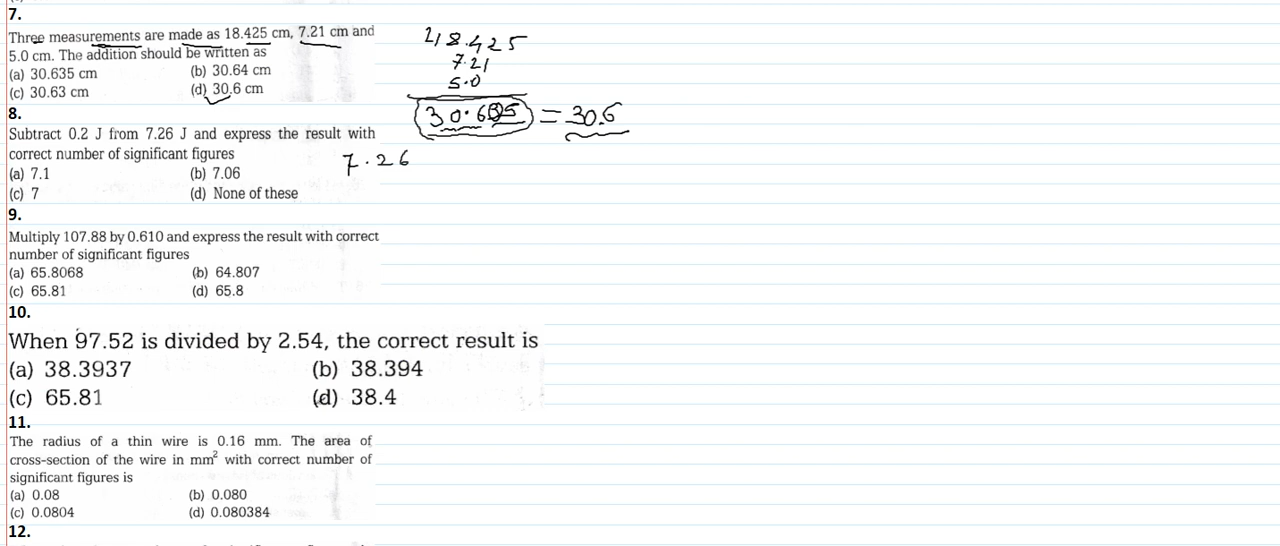 7.
Three measurements are made as 18.425 cm, 7.21 cm and
5.0 cm. The addition should be written as
(a) 30.635 cm (b) 30.64 cm
(c) 30.63 cm (d) 30.6 cm
18.425
7.21
5.0
30.635 = 30.6
8.
Subtract 0.2 J from 7.26 J and express the result with
correct number of significant figures
(a) 7.1 (b) 7.06
(c) 7 (d) None of these
7.26
9.
Multiply 107.88 by 0.610 and express the result with correct
number of significant figures
(a) 65.8068 (b) 64.807
(c) 65.81 (d) 65.8
10.
When 97.52 is divided by 2.54, the correct result is
(a) 38.3937 (b) 38.394
(c) 65.81 (d) 38.4
11.
The radius of a thin wire is 0.16 mm. The area of
cross-section of the wire in mm² with correct number of
significant figures is
(a) 0.08 (b) 0.080
(c) 0.0804 (d) 0.080384
12.